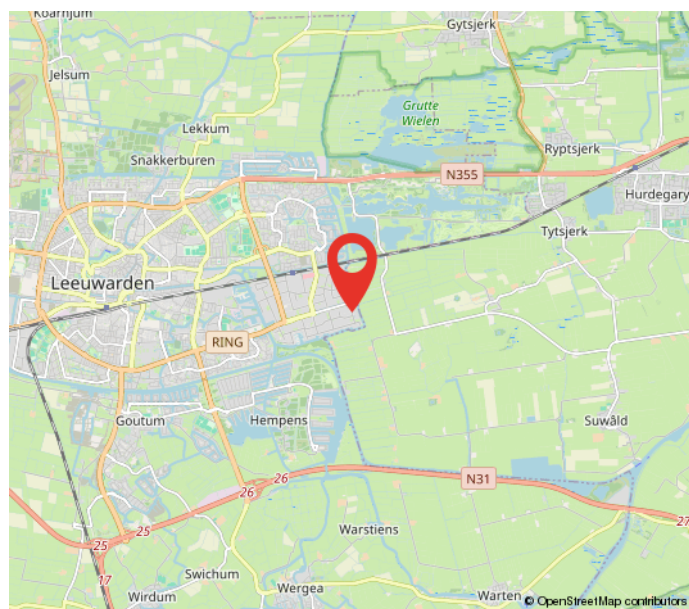 Koarnjum
Gytsjerk
Jelsum
Grutte
Wielen
Lekkum
Ryptsjerk
Snakkerburen
N355
Hurdegary
Tytsjerk
Leeuwarden
RING
Goutum
Hempens
Suwâld
26
26
N31
25
25
27
Warstiens
17
Swichum
Wirdum
Wergea
Warten
© OpenStreetMap contributors